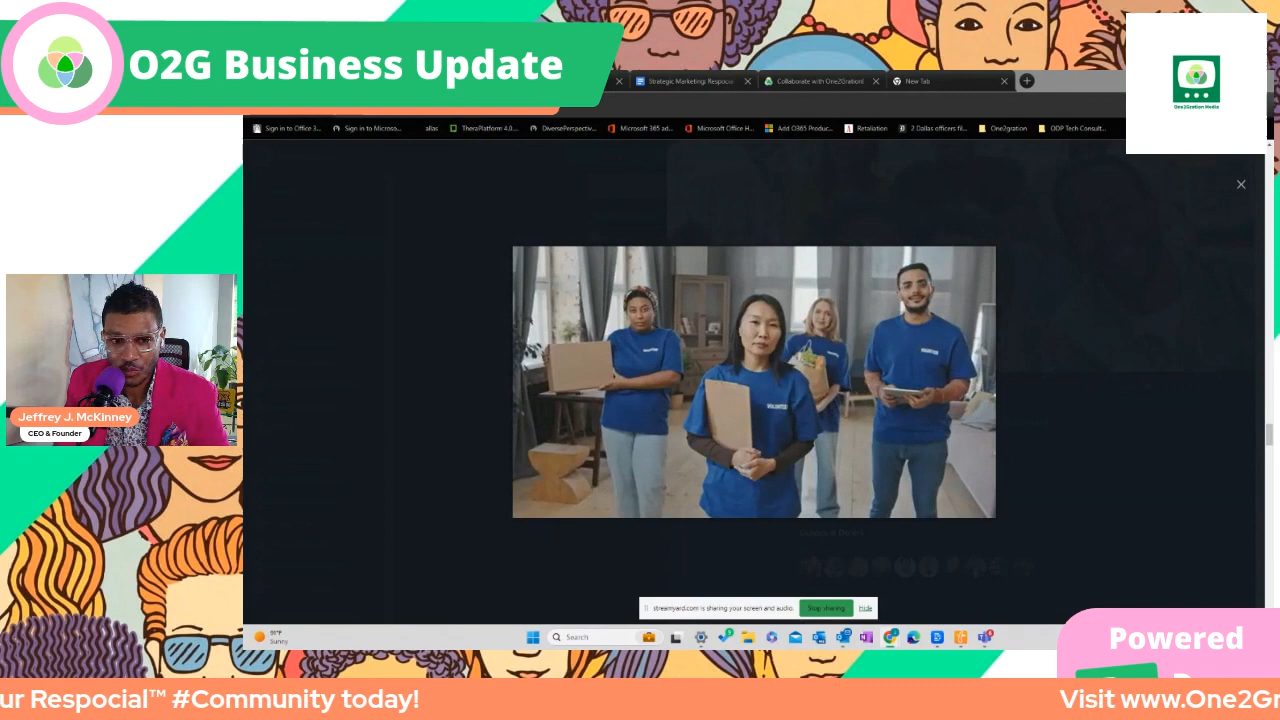 O2G Business Update
Strategic Marketing: Respoci
Collaborate with One2Gration!
New Tab
One2Gration Media
Sign in to Office 3...
Sign in to Microso...
allas
TheraPlatform 4.0...
DiversePerspectiv...
Microsoft 365 ad...
Microsoft Office H...
Add O365 Produc...
Retaliation
2 Dallas officers fil...
One2gration
ODP Tech Consult...
VOLUNTEER
VOLUNTEER
Jeffrey J. McKinney
CEO & Founder
streamyard.com is sharing your screen and audio.
Stop sharing
Hide
Sunny
Search
Powered
ur Respocial™ #Community today!
Visit www.One2Gr